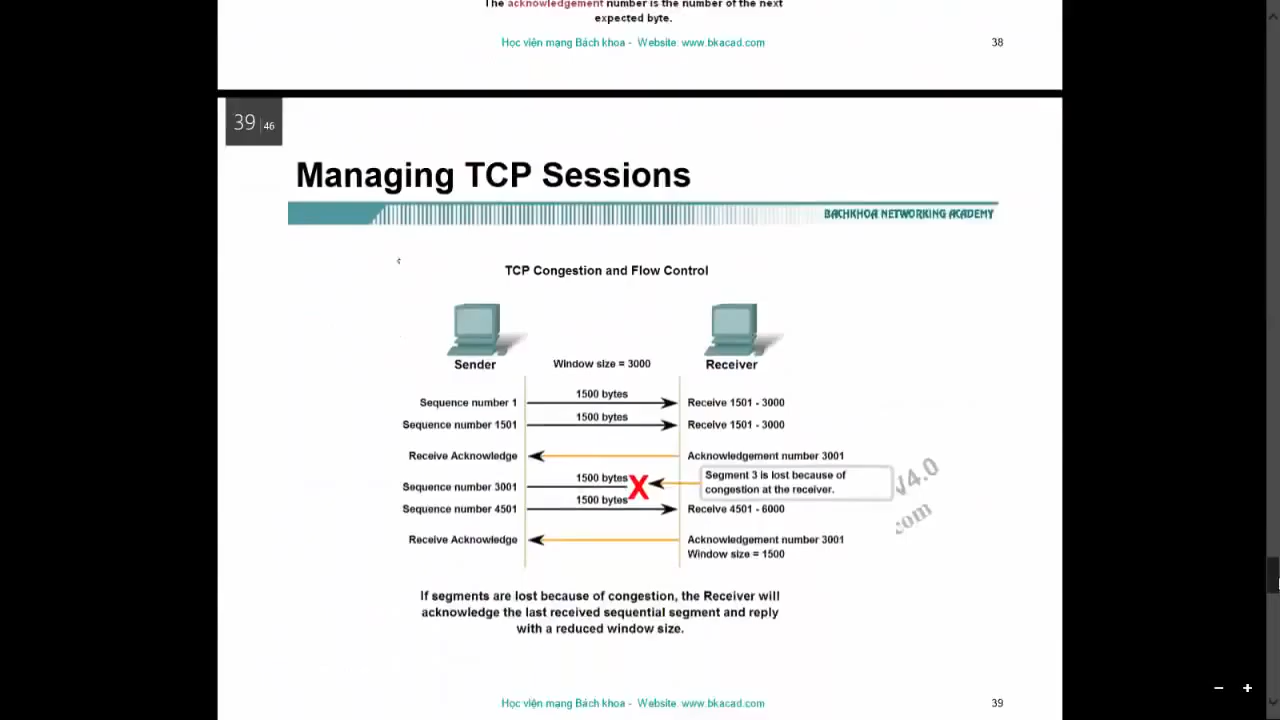 The acknowledgement number is the number of the next
expected byte.
Học viện mạng Bách khoa - Website www.bkacad.com
38
39 | 46
Managing TCP Sessions
BACHKHOA NETWORKING ACADEMY
TCP Congestion and Flow Control
Sender
Window size = 3000
Receiver
Sequence number 1
1500 bytes
Receive 1501 - 3000
Sequence number 1501
1500 bytes
Receive 1501 - 3000
Receive Acknowledge
Acknowledgement number 3001
Sequence number 3001
1500 bytes
X
Segment 3 is lost because of
congestion at the receiver.
Sequence number 4501
1500 bytes
Receive 4501 - 6000
Receive Acknowledge
Acknowledgement number 3001
Window size = 1500
v4.0
com
If segments are lost because of congestion, the Receiver will
acknowledge the last received sequential segment and reply
with a reduced window size.
Học viện mạng Bách khoa - Website www.bkacad.com
39